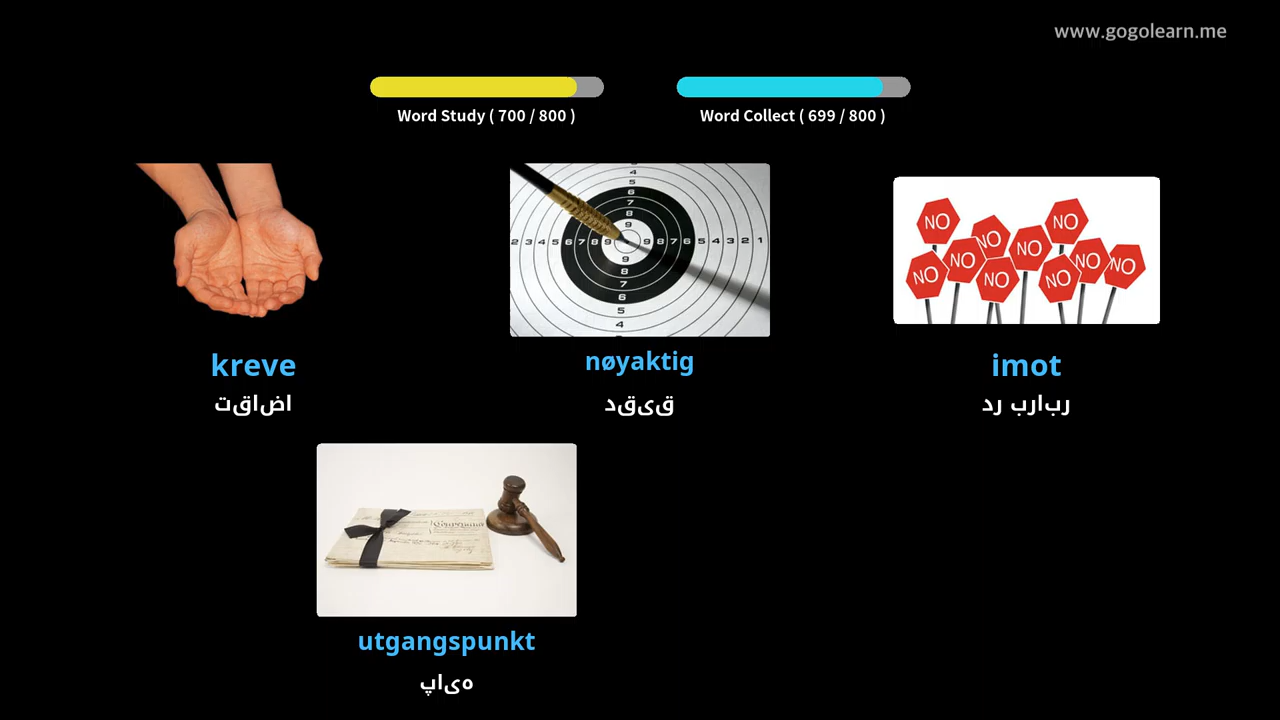 www.gogolearn.me
Word Study ( 700 / 800 )
Word Collect ( 699 / 800 )
kreve
اضاقت
nøyaktig
قیقد
imot
ربارب رد
utgangspunkt
هیاپ